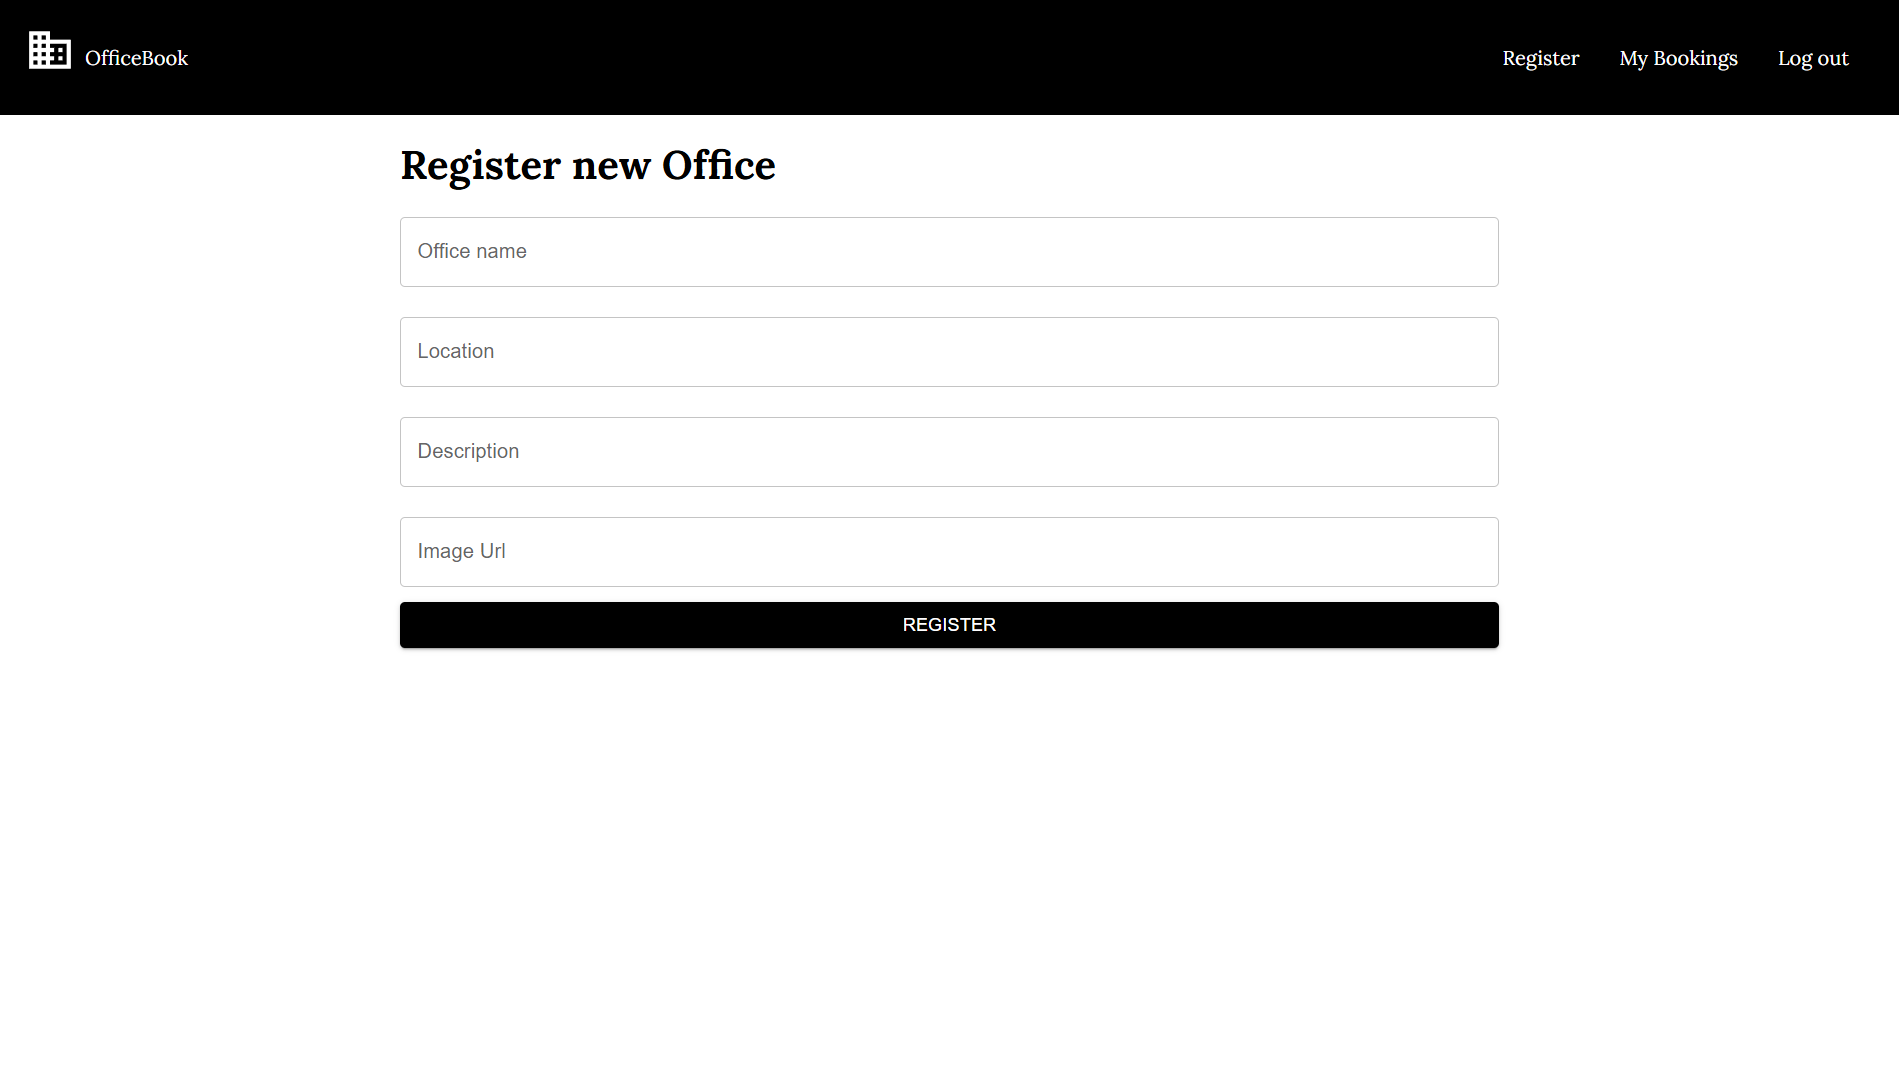 OfficeBook
Register
My Bookings
Log out
Register new Office
Office name
Location
Description
Image Url
REGISTER